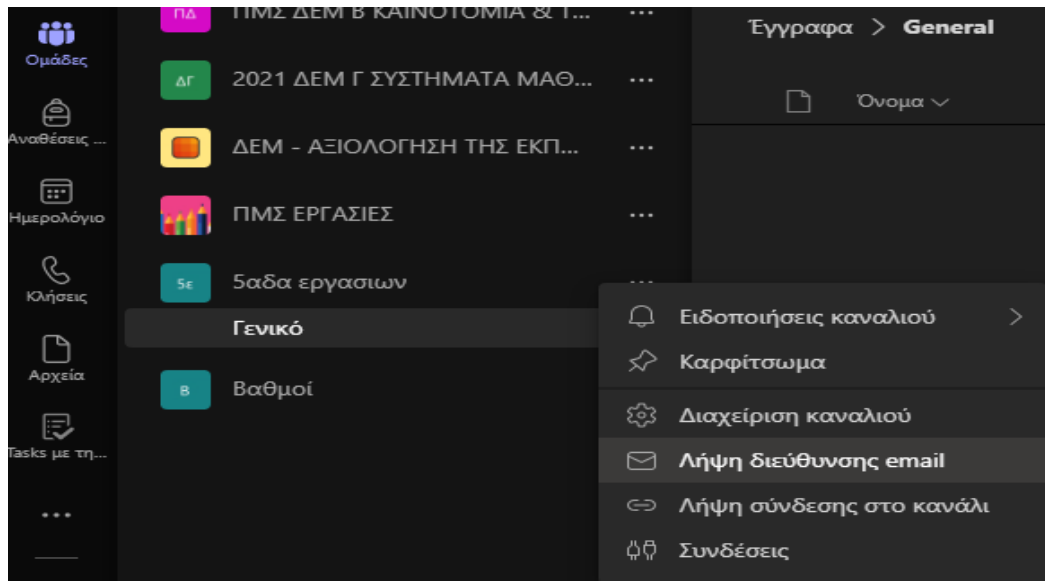 Ομάδες
Αναθέσεις ...
Ημερολόγιο
Κλήσεις
Αρχεία
Tasks με τη...
ΠΔ ΠΜΣ ΔΕΜ Β ΚΑΙΝΟΤΟΜΙΑ & Τ...
ΔΓ 2021 ΔΕΜ Γ ΣΥΣΤΗΜΑΤΑ ΜΑΘ...
ΔΕΜ - ΑΞΙΟΛΟΓΗΣΗ ΤΗΣ ΕΚΠ...
ΠΜΣ ΕΡΓΑΣΙΕΣ
5ε 5αδα εργασιων
Γενικό
Β Βαθμοί
Έγγραφα > General
Όνομα
Ειδοποιήσεις καναλιού
Καρφίτσωμα
Διαχείριση καναλιού
Λήψη διεύθυνσης email
Λήψη σύνδεσης στο κανάλι
Συνδέσεις